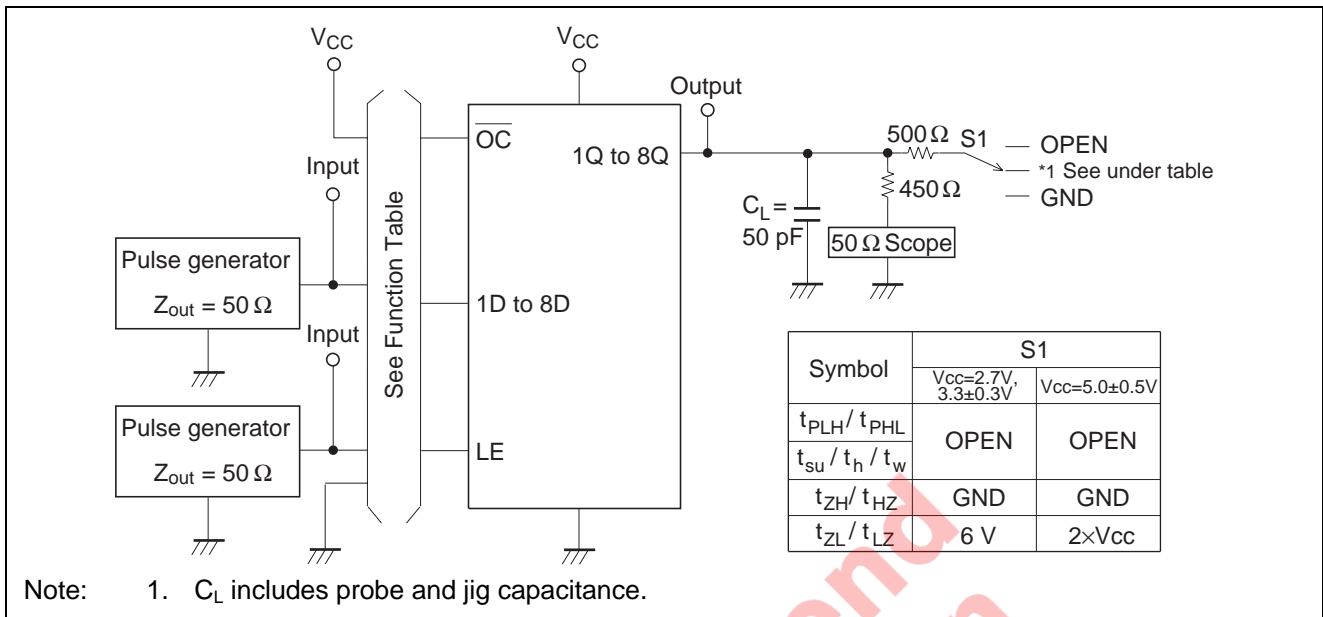 VCC
VCC
Output
Input
See Function Table
OC
1Q to 8Q
500 Ω
S1
OPEN
*1 See under table
GND
450 Ω
CL =
50 pF
50 Ω Scope
Pulse generator
Zout = 50 Ω
1D to 8D
Input
Pulse generator
Zout = 50 Ω
LE
Symbol
S1
Vcc=2.7V,
3.3±0.3V
Vcc=5.0±0.5V
tPLH / tPHL
OPEN
OPEN
tsu / th / tw
tZH / tHZ
GND
GND
tZL / tLZ
6 V
2×Vcc
Note: 1. CL includes probe and jig capacitance.